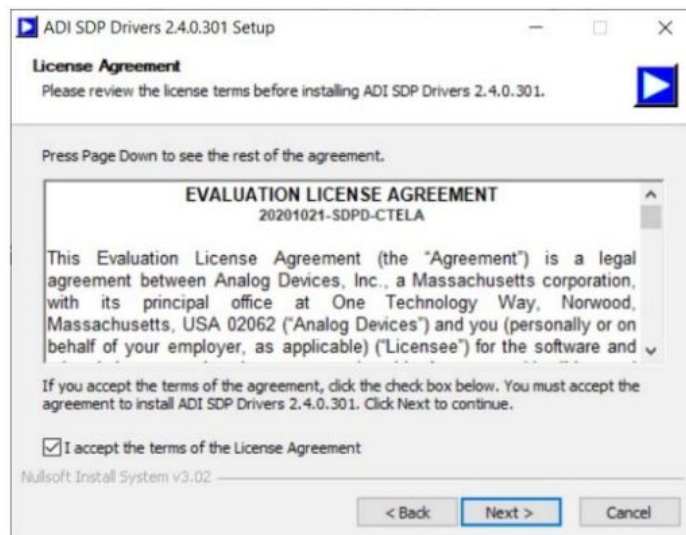 ADI SDP Drivers 2.4.0.301 Setup
License Agreement
Please review the license terms before installing ADI SDP Drivers 2.4.0.301.
Press Page Down to see the rest of the agreement.
EVALUATION LICENSE AGREEMENT
20201021-SDPD-CTELA
This Evaluation License Agreement (the “Agreement”) is a legal
agreement between Analog Devices, Inc., a Massachusetts corporation,
with its principal office at One Technology Way, Norwood,
Massachusetts, USA 02062 (“Analog Devices”) and you (personally or on
behalf of your employer, as applicable) (“Licensee”) for the software and
If you accept the terms of the agreement, click the check box below. You must accept the
agreement to install ADI SDP Drivers 2.4.0.301. Click Next to continue.
I accept the terms of the License Agreement
Nullsoft Install System v3.02
< Back Next > Cancel